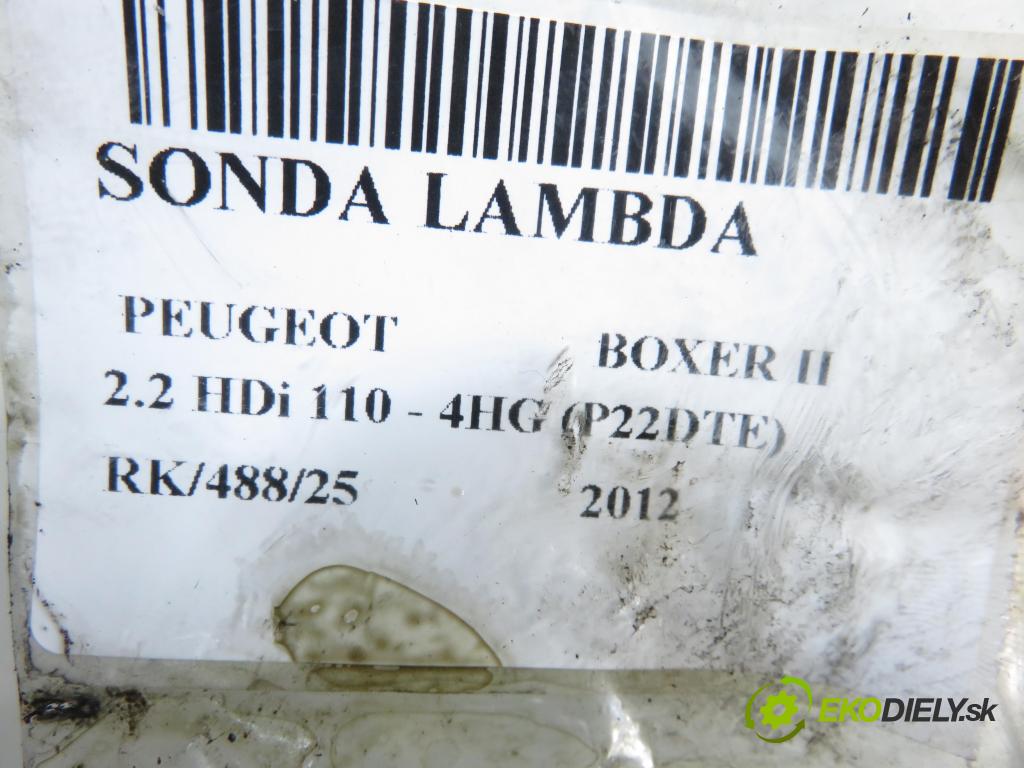 SONDA LAMBDA
PEUGEOT BOXER II
2.2 HDi 110 - 4HG (P22DTE)
RK/488/25 2012
EKODIELY.sk